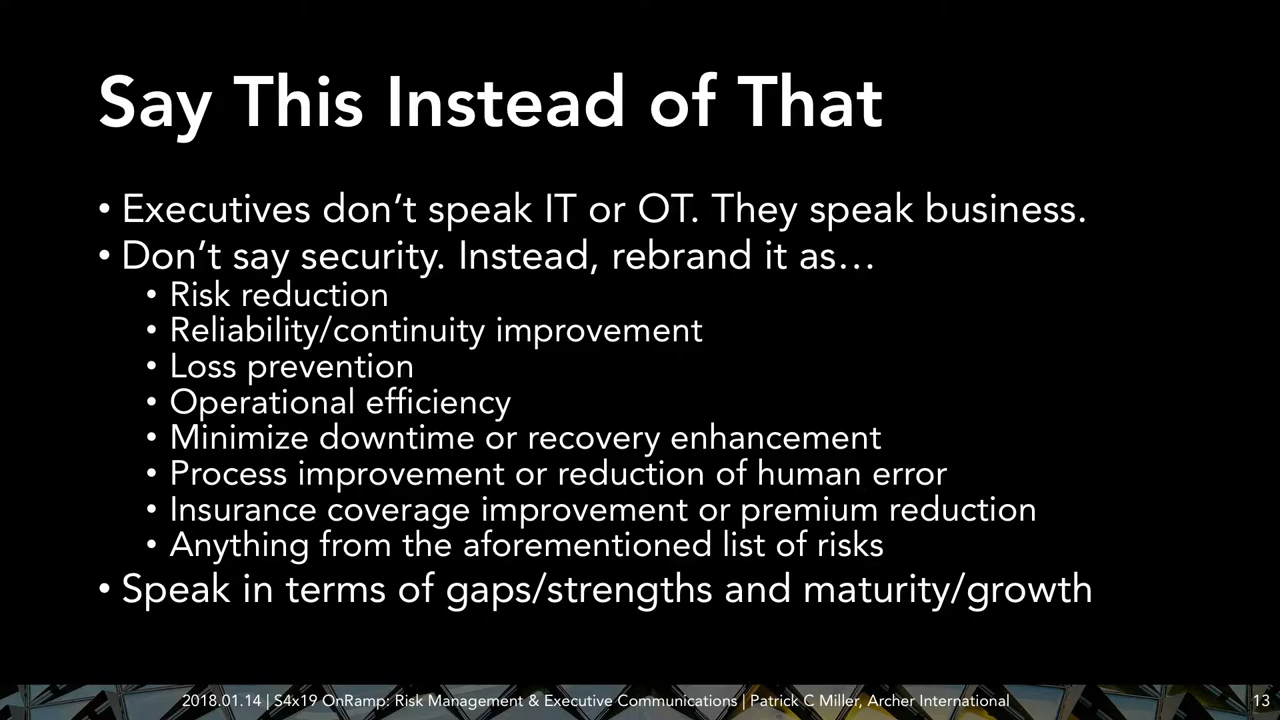 Say This Instead of That
• Executives don’t speak IT or OT. They speak business.
• Don’t say security. Instead, rebrand it as…
• Risk reduction
• Reliability/continuity improvement
• Loss prevention
• Operational efficiency
• Minimize downtime or recovery enhancement
• Process improvement or reduction of human error
• Insurance coverage improvement or premium reduction
• Anything from the aforementioned list of risks
• Speak in terms of gaps/strengths and maturity/growth
2018.01.14 | S4x19 OnRamp: Risk Management & Executive Communications | Patrick C Miller, Archer International 13